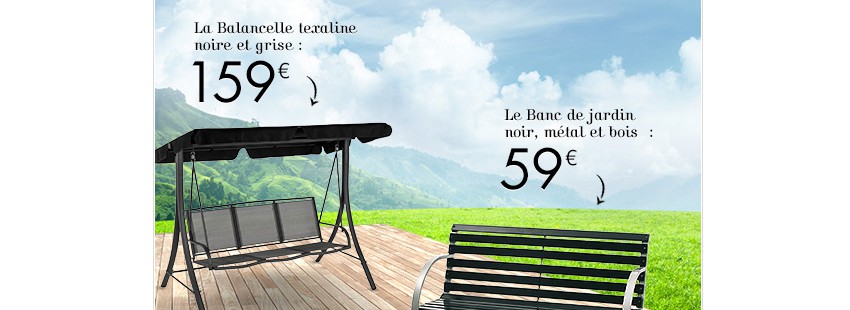 La Balancelle texaline
noire et grise :
159€
Le Banc de jardin
noir, métal et bois :
59€